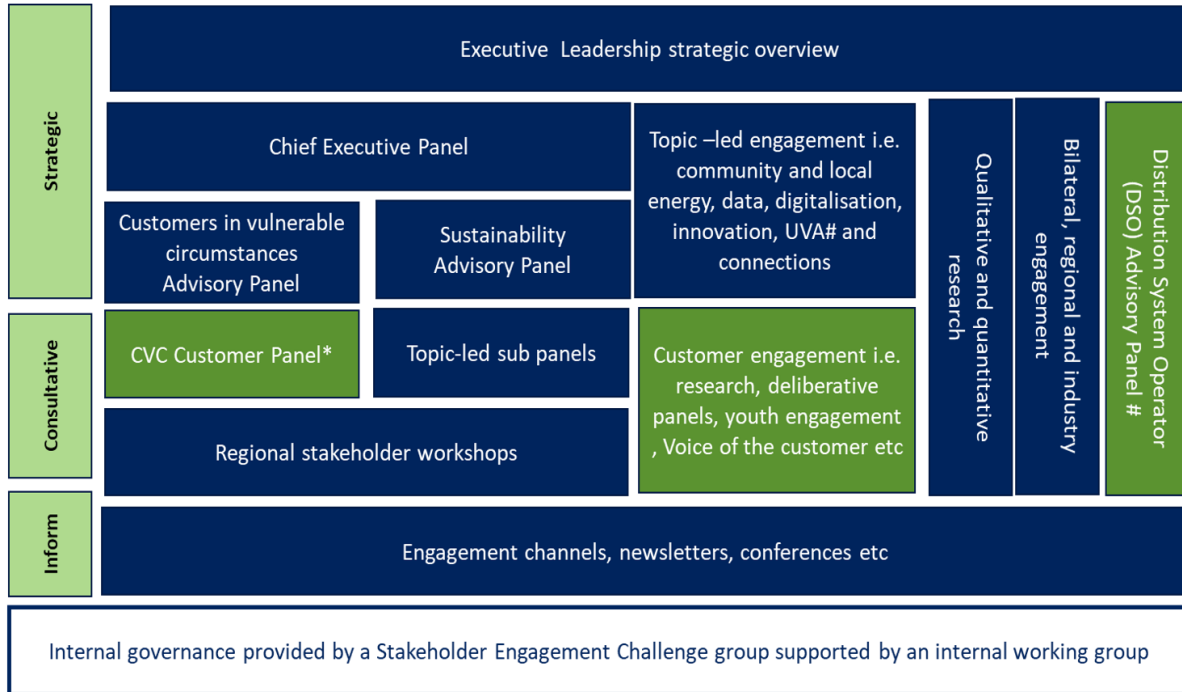 Strategic
Executive Leadership strategic overview
Chief Executive Panel
Customers in vulnerable
circumstances
Advisory Panel
Sustainability
Advisory Panel
Topic –led engagement i.e.
community and local
energy, data, digitalisation,
innovation, UVA# and
connections
Qualitative and quantitative
research
Bilateral, regional and industry
engagement
Distribution System Operator
(DSO) Advisory Panel #
Consultative
CVC Customer Panel*
Topic-led sub panels
Customer engagement i.e.
research, deliberative
panels, youth engagement
, Voice of the customer etc
Regional stakeholder workshops
Inform
Engagement channels, newsletters, conferences etc
Internal governance provided by a Stakeholder Engagement Challenge group supported by an internal working group